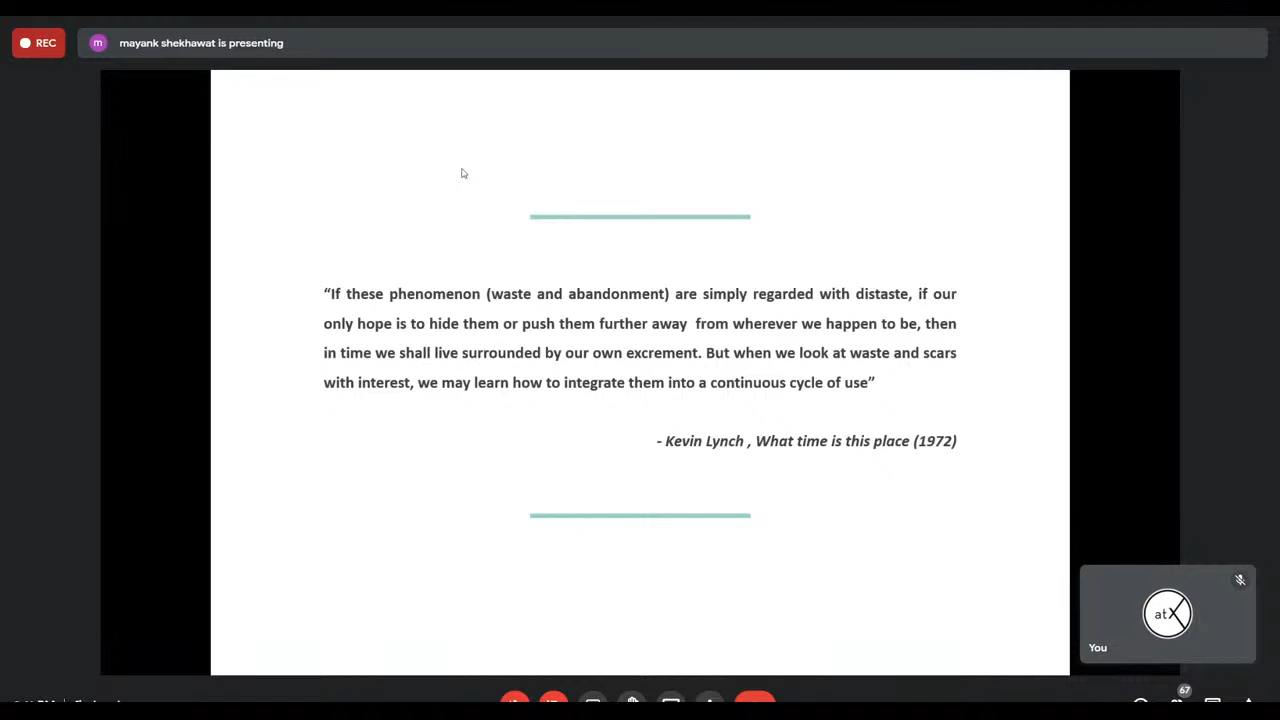 REC
m
mayank shekhawat is presenting
“If these phenomenon (waste and abandonment) are simply regarded with distaste, if our
only hope is to hide them or push them further away from wherever we happen to be, then
in time we shall live surrounded by our own excrement. But when we look at waste and scars
with interest, we may learn how to integrate them into a continuous cycle of use”
- Kevin Lynch , What time is this place (1972)
atX
You
67